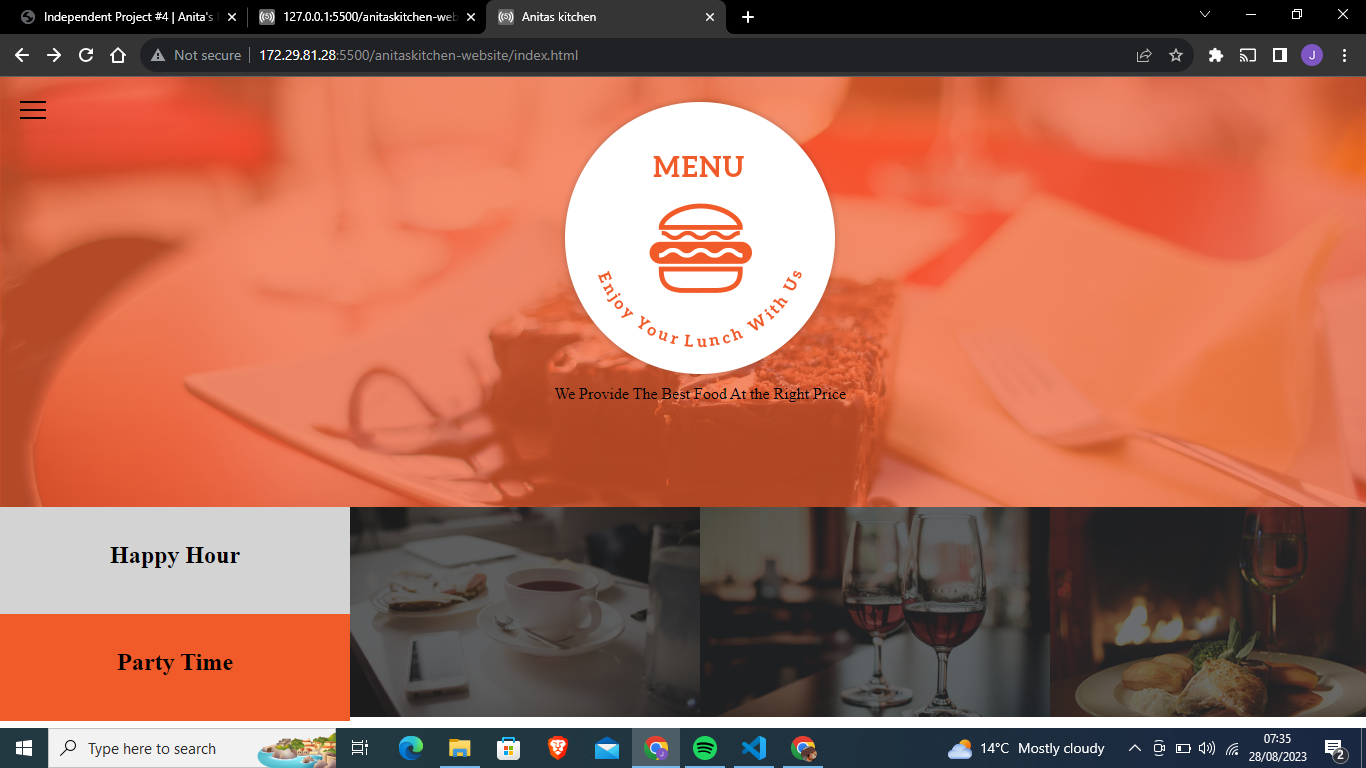 Independent Project #4 | Anita's
127.0.0.1:5500/anitaskitchen-web
Anitas kitchen
Not secure
172.29.81.28:5500/anitaskitchen-website/index.html
J
MENU
Enjoy Your Lunch With Us
We Provide The Best Food At the Right Price
Happy Hour
Party Time
Type here to search
14°C Mostly cloudy
07:35
28/08/2023
2